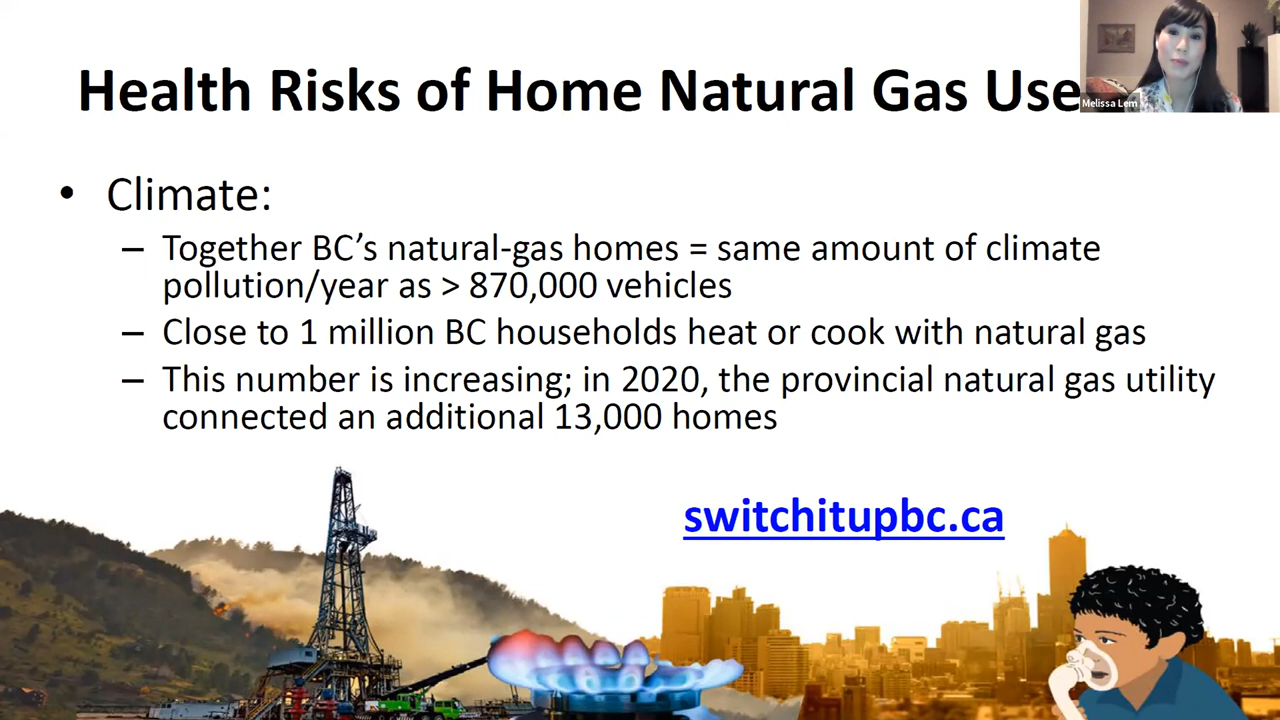 Health Risks of Home Natural Gas Use
Melissa Lem
• Climate:
– Together BC’s natural-gas homes = same amount of climate
pollution/year as > 870,000 vehicles
– Close to 1 million BC households heat or cook with natural gas
– This number is increasing; in 2020, the provincial natural gas utility
connected an additional 13,000 homes
switchitupbc.ca